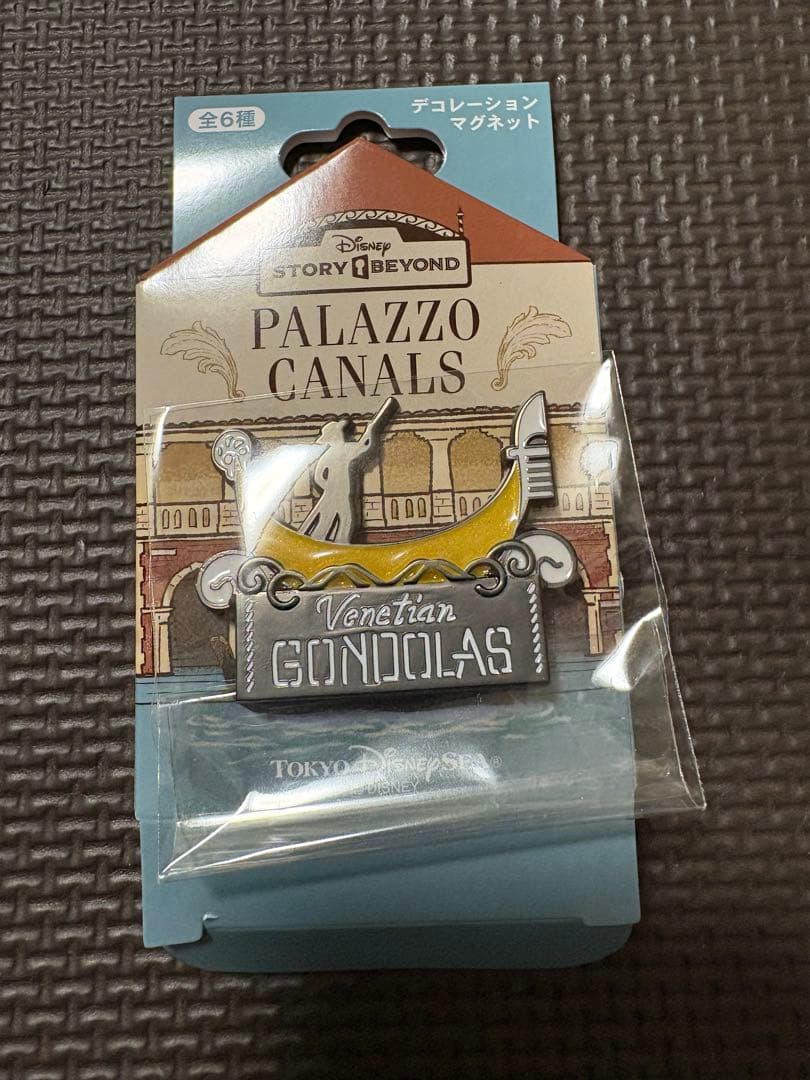 全6種
デコレーション
マグネット
Disney
STORY BEYOND
PALAZZO
CANALS
Venetian
GONDOLAS
TOKYO DISNEYSEA®
© DISNEY